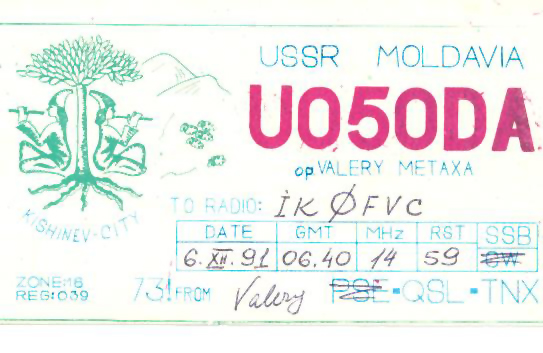 USSR MOLDAVIA
UO5ODA
op VALERY METAXA
KISHINEV-CITY
TO RADIO: IKØFVC
DATE GMT MHz RST SSB
6.XII.91 06.40 14 59 CW
ZONE:16
REG:039
73! FROM Valery PSE-QSL-TNX